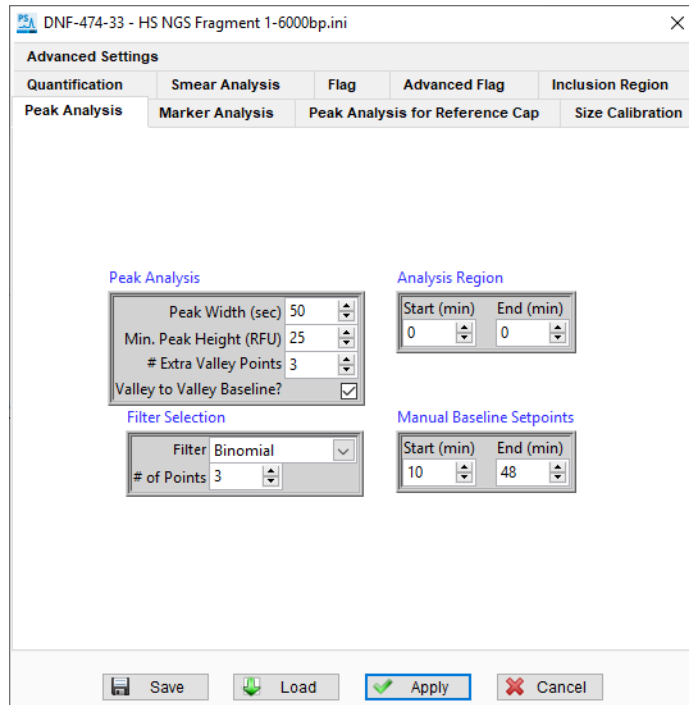 DNF-474-33 - HS NGS Fragment 1-6000bp.ini
Advanced Settings
Quantification Smear Analysis Flag Advanced Flag Inclusion Region
Peak Analysis Marker Analysis Peak Analysis for Reference Cap Size Calibration
Peak Analysis Analysis Region
Peak Width (sec) 50 Start (min) End (min)
Min. Peak Height (RFU) 25 0 0
# Extra Valley Points 3
Valley to Valley Baseline?
Filter Selection Manual Baseline Setpoints
Filter Binomial Start (min) End (min)
# of Points 3 10 48
Save Load Apply Cancel